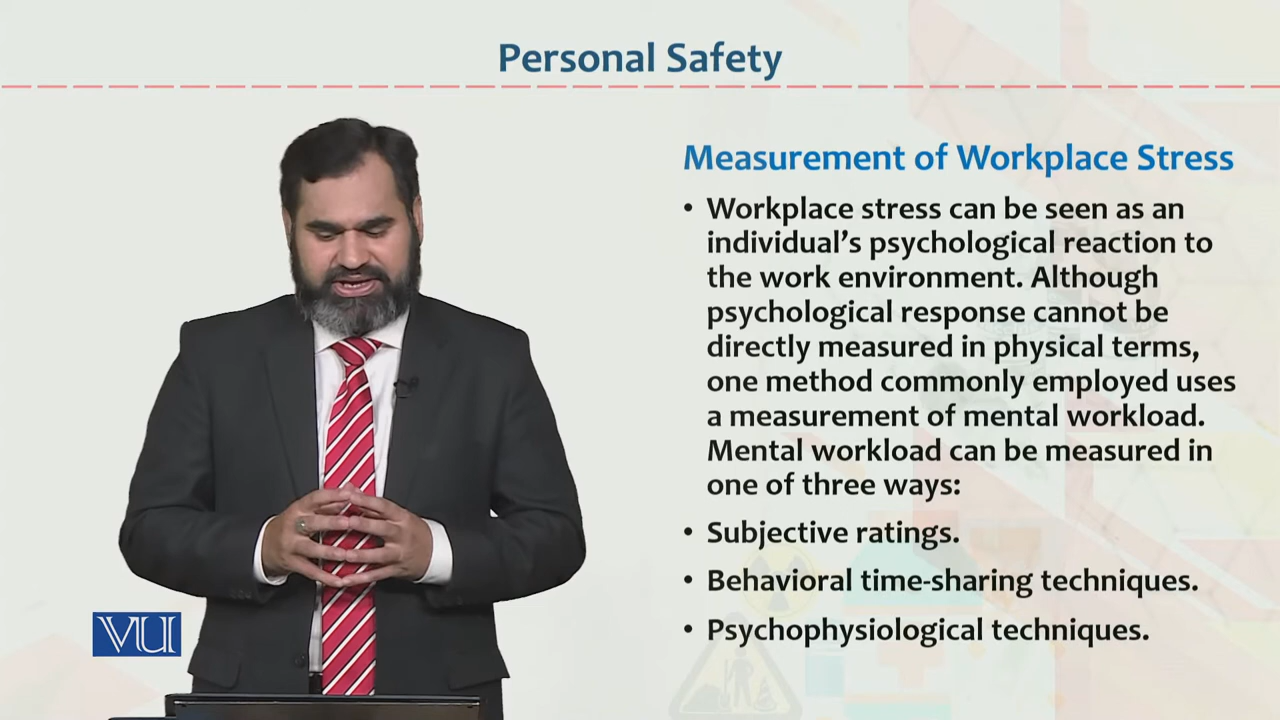 Personal Safety
Measurement of Workplace Stress
• Workplace stress can be seen as an
individual’s psychological reaction to
the work environment. Although
psychological response cannot be
directly measured in physical terms,
one method commonly employed uses
a measurement of mental workload.
Mental workload can be measured in
one of three ways:
• Subjective ratings.
• Behavioral time-sharing techniques.
• Psychophysiological techniques.
VU